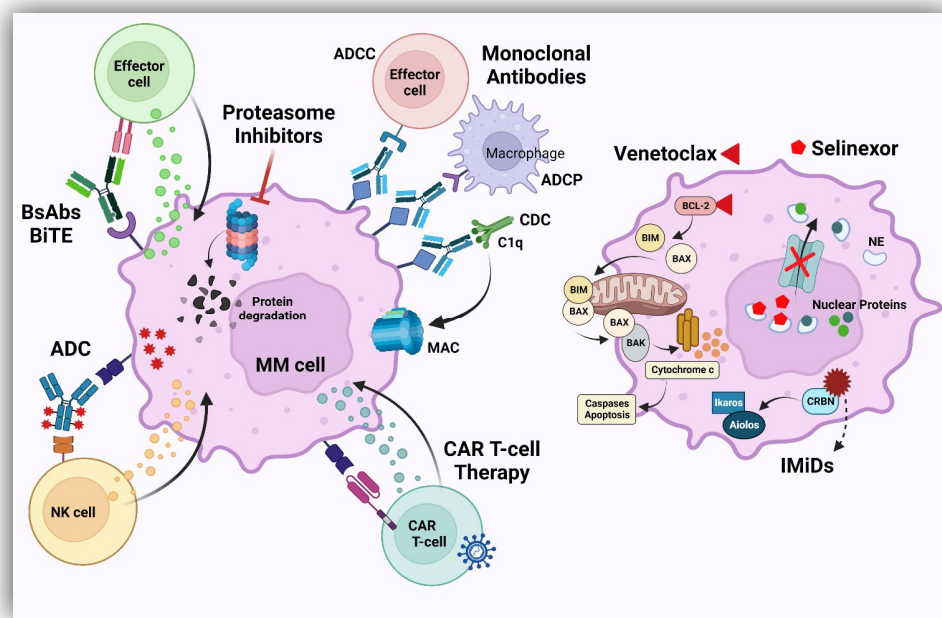 Effector
cell
BsAbs
BiTE
Proteasome
Inhibitors
ADCC
Effector
cell
Monoclonal
Antibodies
Macrophage
ADCP
CDC
C1q
MAC
Protein
degradation
MM cell
ADC
NK cell
CAR T-cell
Therapy
CAR
T-cell
Venetoclax
Selinexor
BCL-2
BIM
BAX
BIM
BAX
BAX
BAK
Cytochrome c
Caspases
Apoptosis
NE
Nuclear Proteins
Ikaros
Aiolos
CRBN
IMiDs